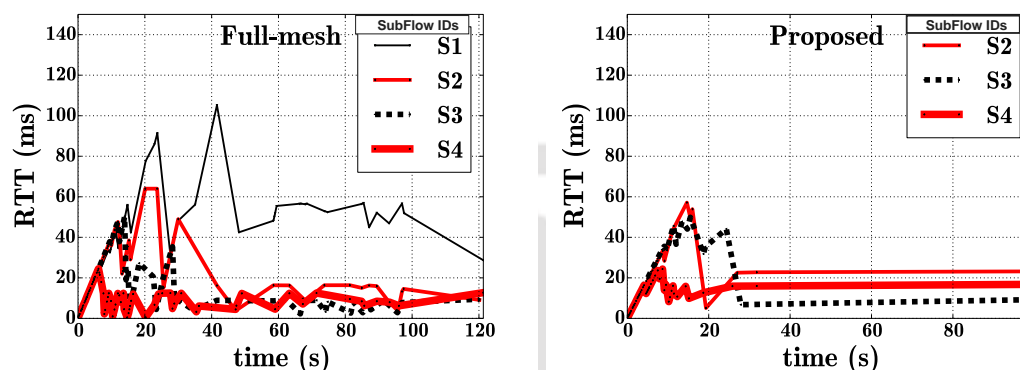 SubFlow IDs
Full-mesh
S1
S2
S3
S4
RTT (ms)
140
120
100
80
60
40
20
0
0 20 40 60 80 100 120
time (s)
SubFlow IDs
Proposed
S2
S3
S4
RTT (ms)
140
120
100
80
60
40
20
0
0 20 40 60 80
time (s)